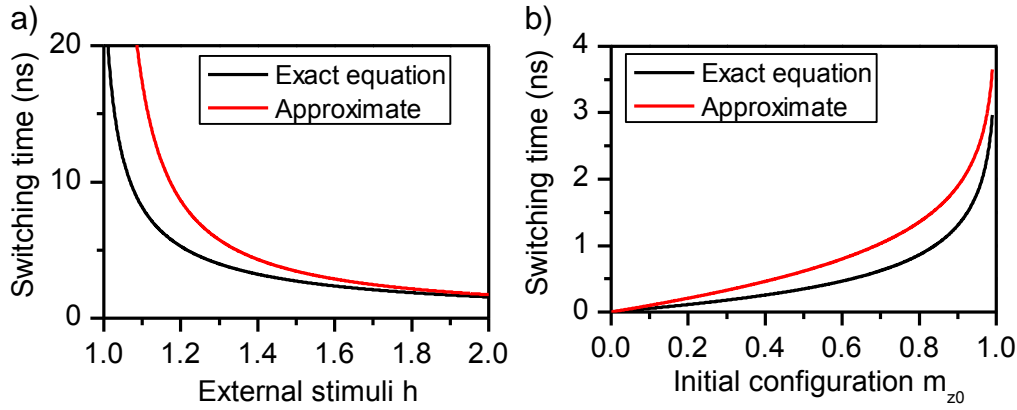 a)
Switching time (ns)
20
10
0
Exact equation
Approximate
1.0 1.2 1.4 1.6 1.8 2.0
External stimuli h
b)
Switching time (ns)
4
3
2
1
0
Exact equation
Approximate
0.0 0.2 0.4 0.6 0.8 1.0
Initial configuration m_z0